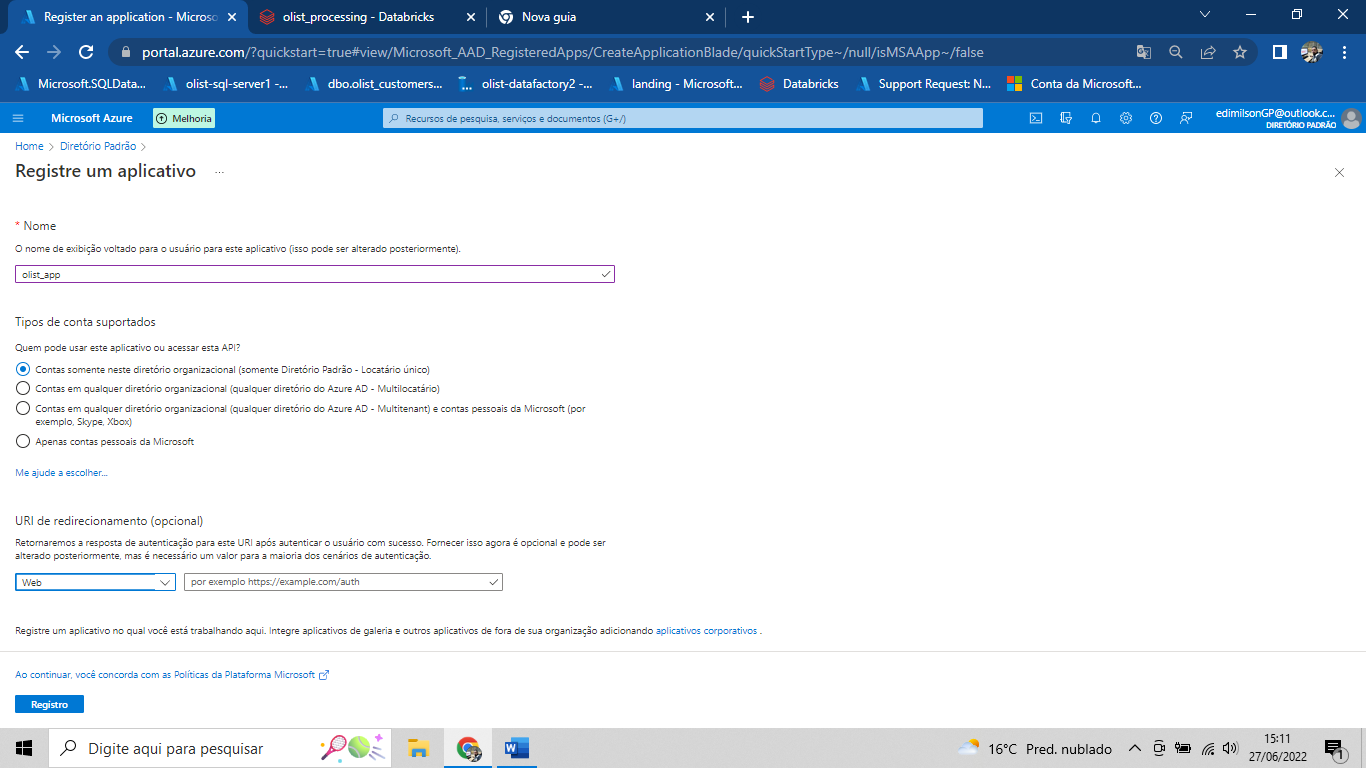 Register an application - Microso
olist_processing - Databricks
Nova guia
portal.azure.com/?quickstart=true#view/Microsoft_AAD_RegisteredApps/CreateApplicationBlade/quickStartType~/null/isMSAApp~/false
Microsoft.SQLData...
olist-sql-server1 -...
dbo.olist_customers...
olist-datafactory2 -...
landing - Microsoft...
Databricks
Support Request: N...
Conta da Microsoft...
Microsoft Azure
Melhoria
Recursos de pesquisa, serviços e documentos (G+/)
edimilsonGP@outlook.c...
DIRETÓRIO PADRÃO
Home > Diretório Padrão >
Registre um aplicativo ...
* Nome
O nome de exibição voltado para o usuário para este aplicativo (isso pode ser alterado posteriormente).
olist_app
Tipos de conta suportados
Quem pode usar este aplicativo ou acessar esta API?
Contas somente neste diretório organizacional (somente Diretório Padrão - Locatário único)
Contas em qualquer diretório organizacional (qualquer diretório do Azure AD - Multilocatário)
Contas em qualquer diretório organizacional (qualquer diretório do Azure AD - Multitenant) e contas pessoais da Microsoft (por
exemplo, Skype, Xbox)
Apenas contas pessoais da Microsoft
Me ajude a escolher...
URI de redirecionamento (opcional)
Retornaremos a resposta de autenticação para este URI após autenticar o usuário com sucesso. Fornecer isso agora é opcional e pode ser
alterado posteriormente, mas é necessário um valor para a maioria dos cenários de autenticação.
Web
por exemplo https://example.com/auth
Registre um aplicativo no qual você está trabalhando aqui. Integre aplicativos de galeria e outros aplicativos de fora de sua organização adicionando aplicativos corporativos .
Ao continuar, você concorda com as Políticas da Plataforma Microsoft
Registro
Digite aqui para pesquisar
16°C Pred. nublado
15:11
27/06/2022
1